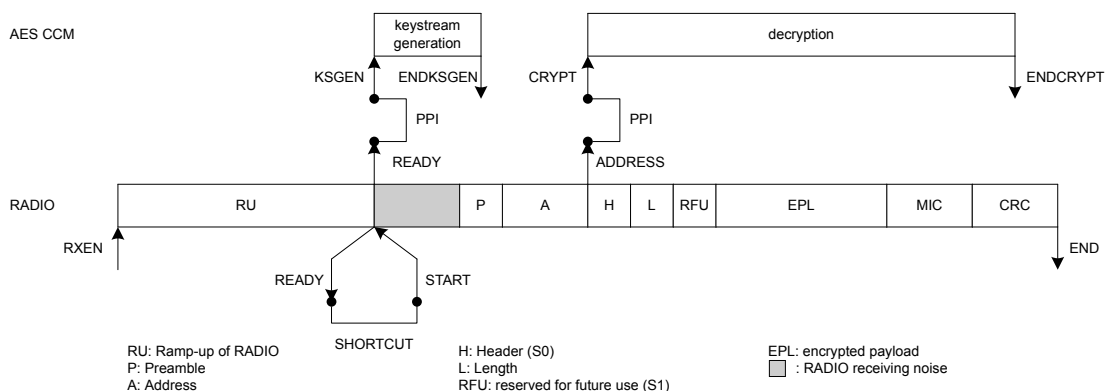 AES CCM
keystream
generation
decryption
KSGEN
ENDKSGEN
CRYPT
ENDCRYPT
PPI
PPI
READY
ADDRESS
RADIO
RU
P
A
H
L
RFU
EPL
MIC
CRC
RXEN
END
READY
START
SHORTCUT
RU: Ramp-up of RADIO
P: Preamble
A: Address
H: Header (S0)
L: Length
RFU: reserved for future use (S1)
EPL: encrypted payload
: RADIO receiving noise